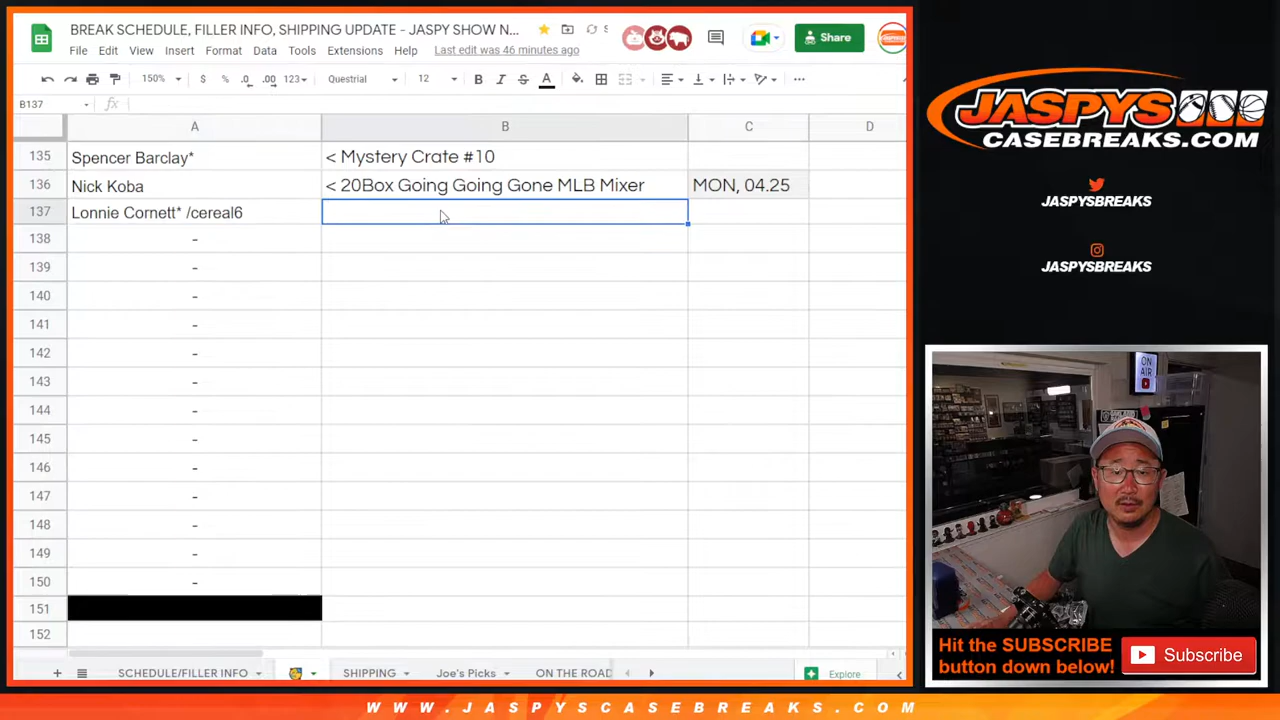 BREAK SCHEDULE, FILLER INFO, SHIPPING UPDATE - JASPY SHOW N...
File Edit View Insert Format Data Tools Extensions Help Last edit was 46 minutes ago
Share
150% $ % .0 .00 123 Questrial 12 B I S A
B137 fx
A B C D
135 Spencer Barclay* < Mystery Crate #10
136 Nick Koba < 20Box Going Going Gone MLB Mixer MON, 04.25
137 Lonnie Cornett* /cereal6
138 -
139 -
140 -
141 -
142 -
143 -
144 -
145 -
146 -
147 -
148 -
149 -
150 -
151
152
+ SCHEDULE/FILLER INFO SHIPPING Joe's Picks ON THE ROAD Explore
JASPYS
CASEBREAKS.COM
JASPYSBREAKS
JASPYSBREAKS
ON
AIR
Hit the SUBSCRIBE
button down below!
Subscribe
WWW.JASPYSCASEBREAKS.COM